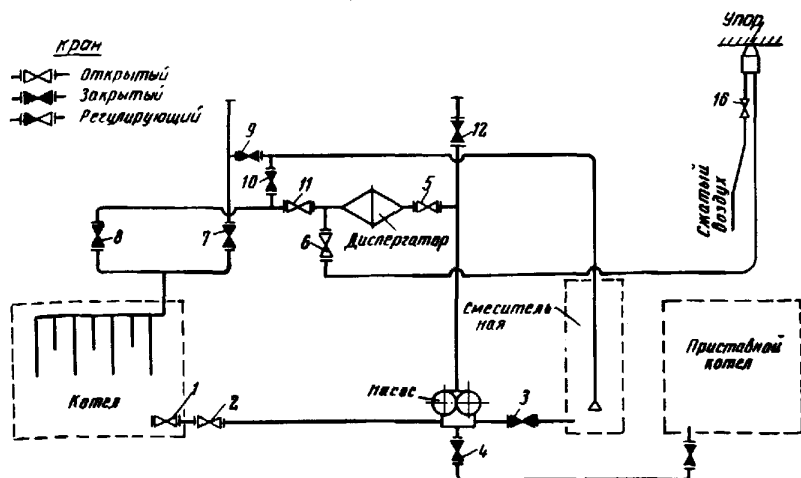 Кран
Открытый
Закрытый
Регулирующий
Упор
16
Сжатый
воздух
12
9
10
11
5
6
Диспергатор
8
7
Смеситель
ная
Приставной
котел
Котел
1
2
Насос
3
4